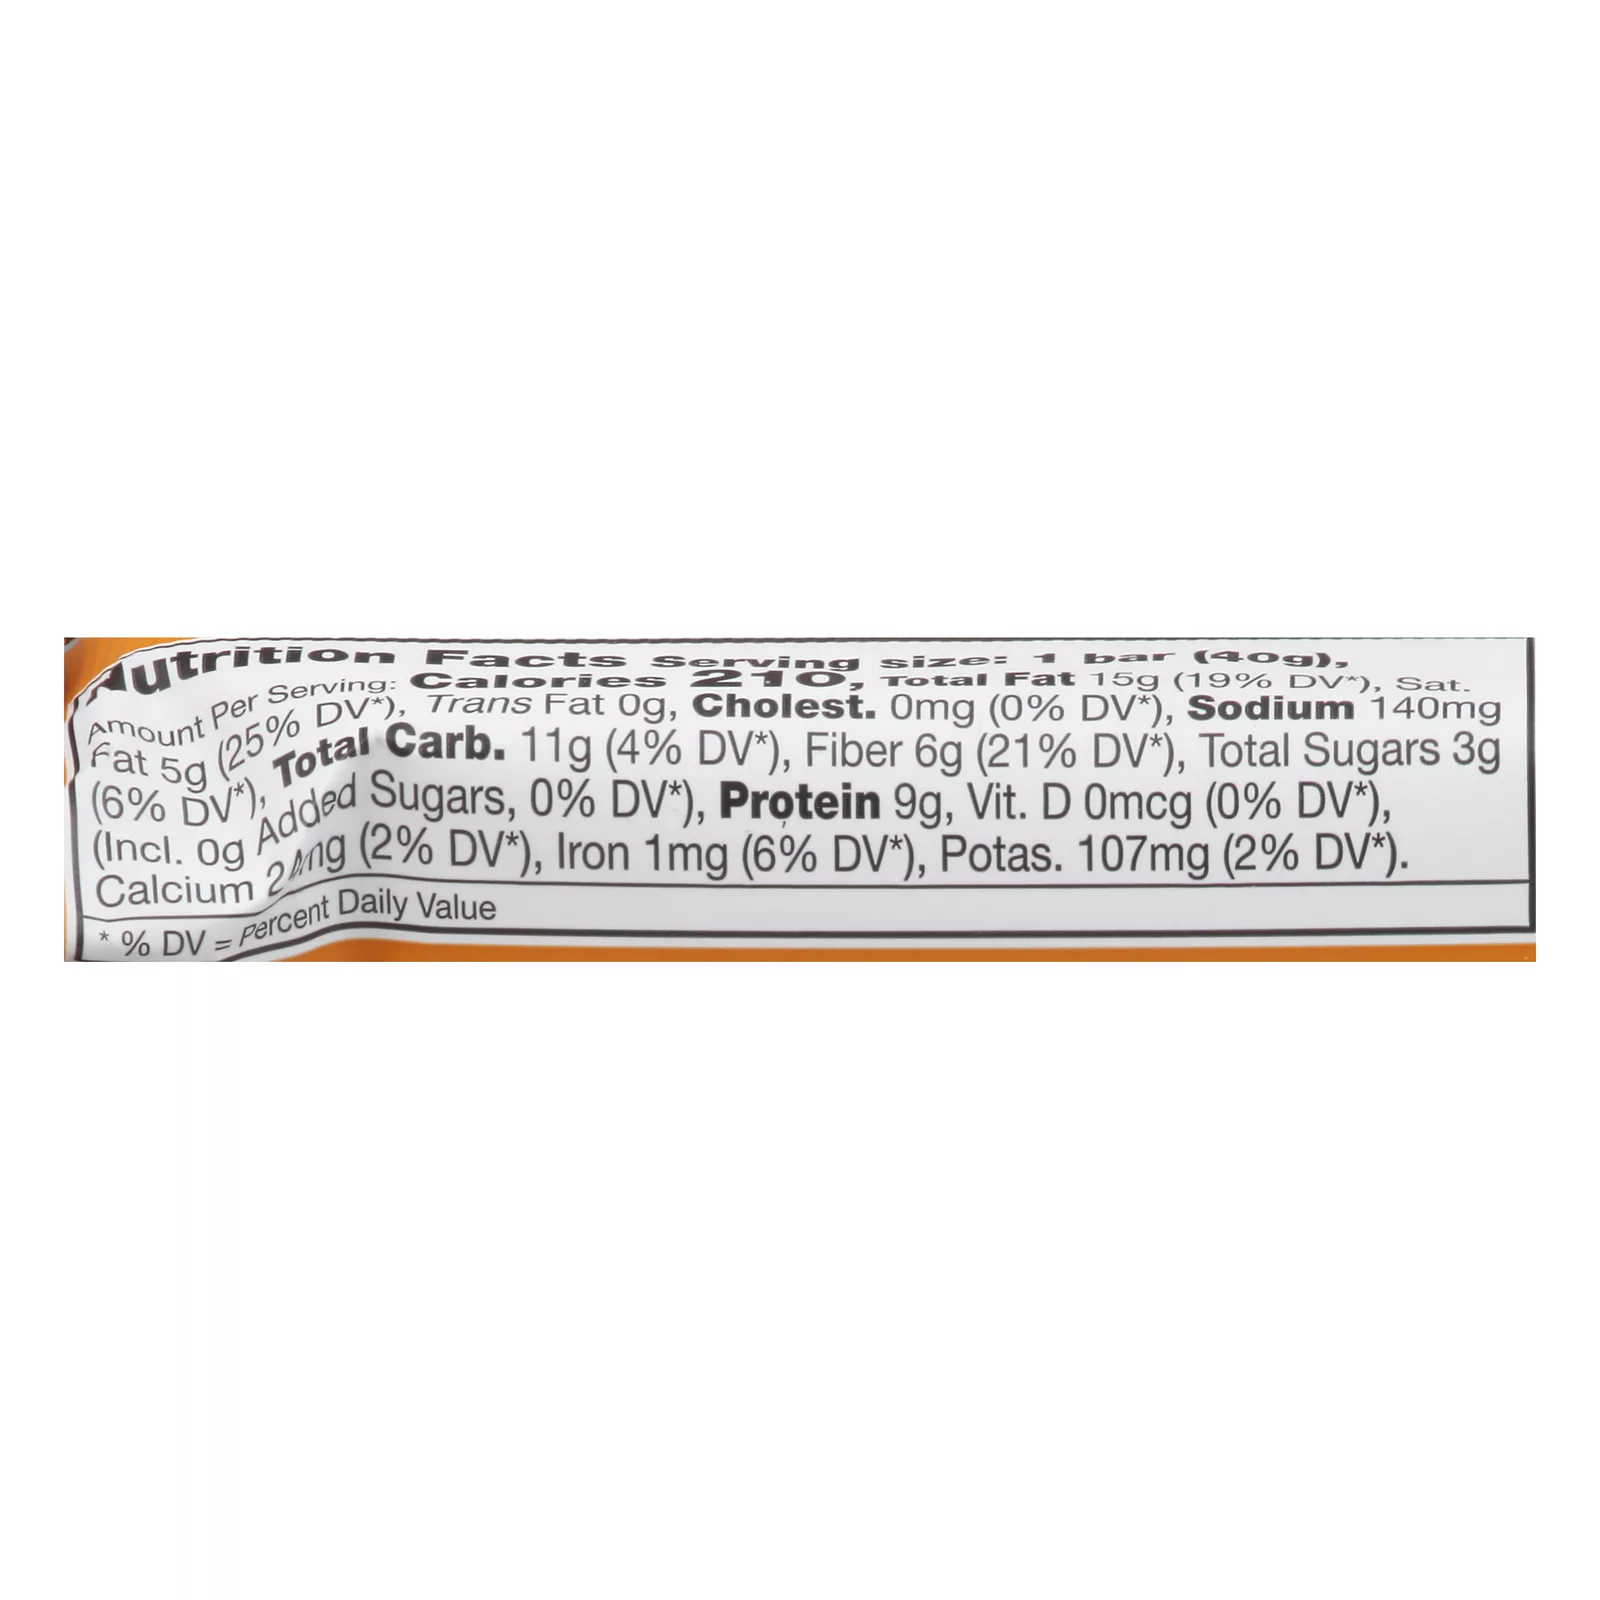 Nutrition Facts Serving size: 1 bar (40g),
Amount Per Serving: Calories 210, Total Fat 15g (19% DV*), Sat.
Fat 5g (25% DV*), Trans Fat 0g, Cholest. 0mg (0% DV*), Sodium 140mg
(6% DV*), Total Carb. 11g (4% DV*), Fiber 6g (21% DV*), Total Sugars 3g
(Incl. 0g Added Sugars, 0% DV*), Protein 9g, Vit. D 0mcg (0% DV*),
Calcium (2% DV*), Iron 1mg (6% DV*), Potas. 107mg (2% DV*).
* % DV = Percent Daily Value